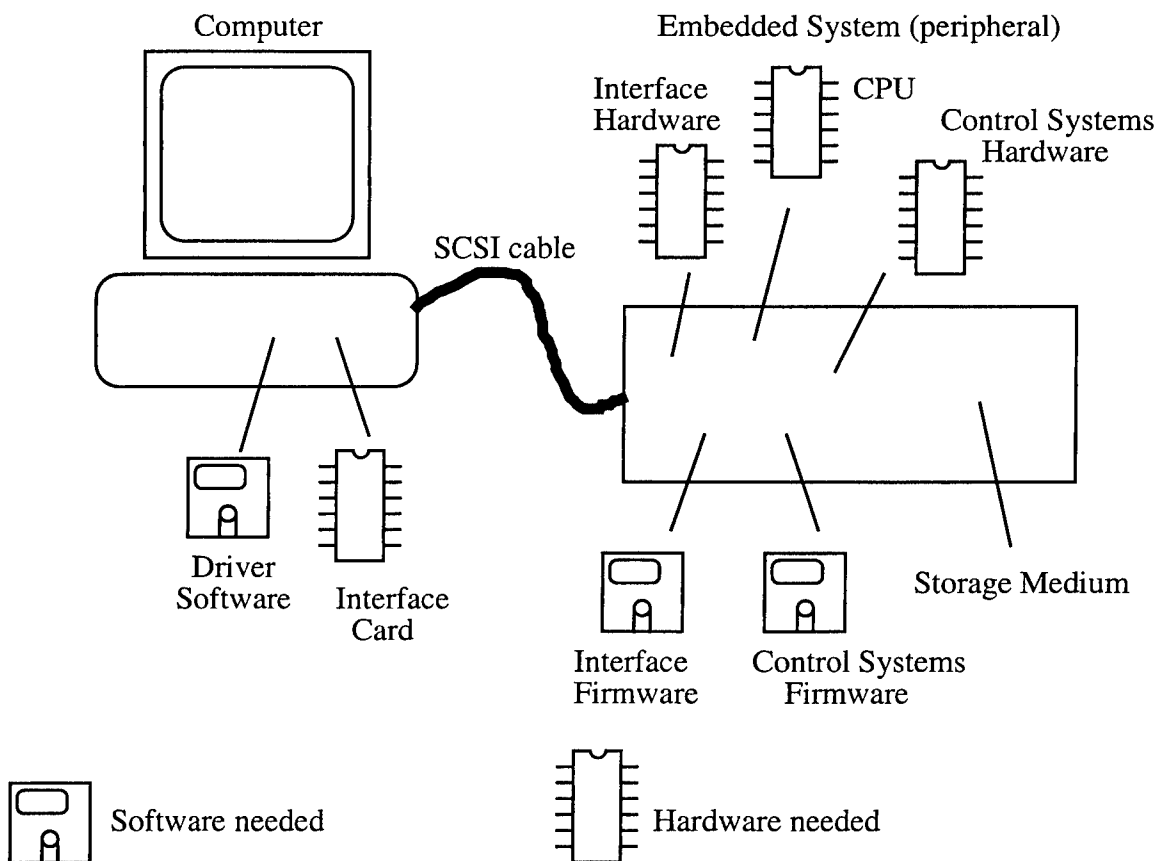 Computer
Embedded System (peripheral)
Interface
Hardware
CPU
Control Systems
Hardware
SCSI cable
Driver
Software
Interface
Card
Interface
Firmware
Control Systems
Firmware
Storage Medium
Software needed
Hardware needed